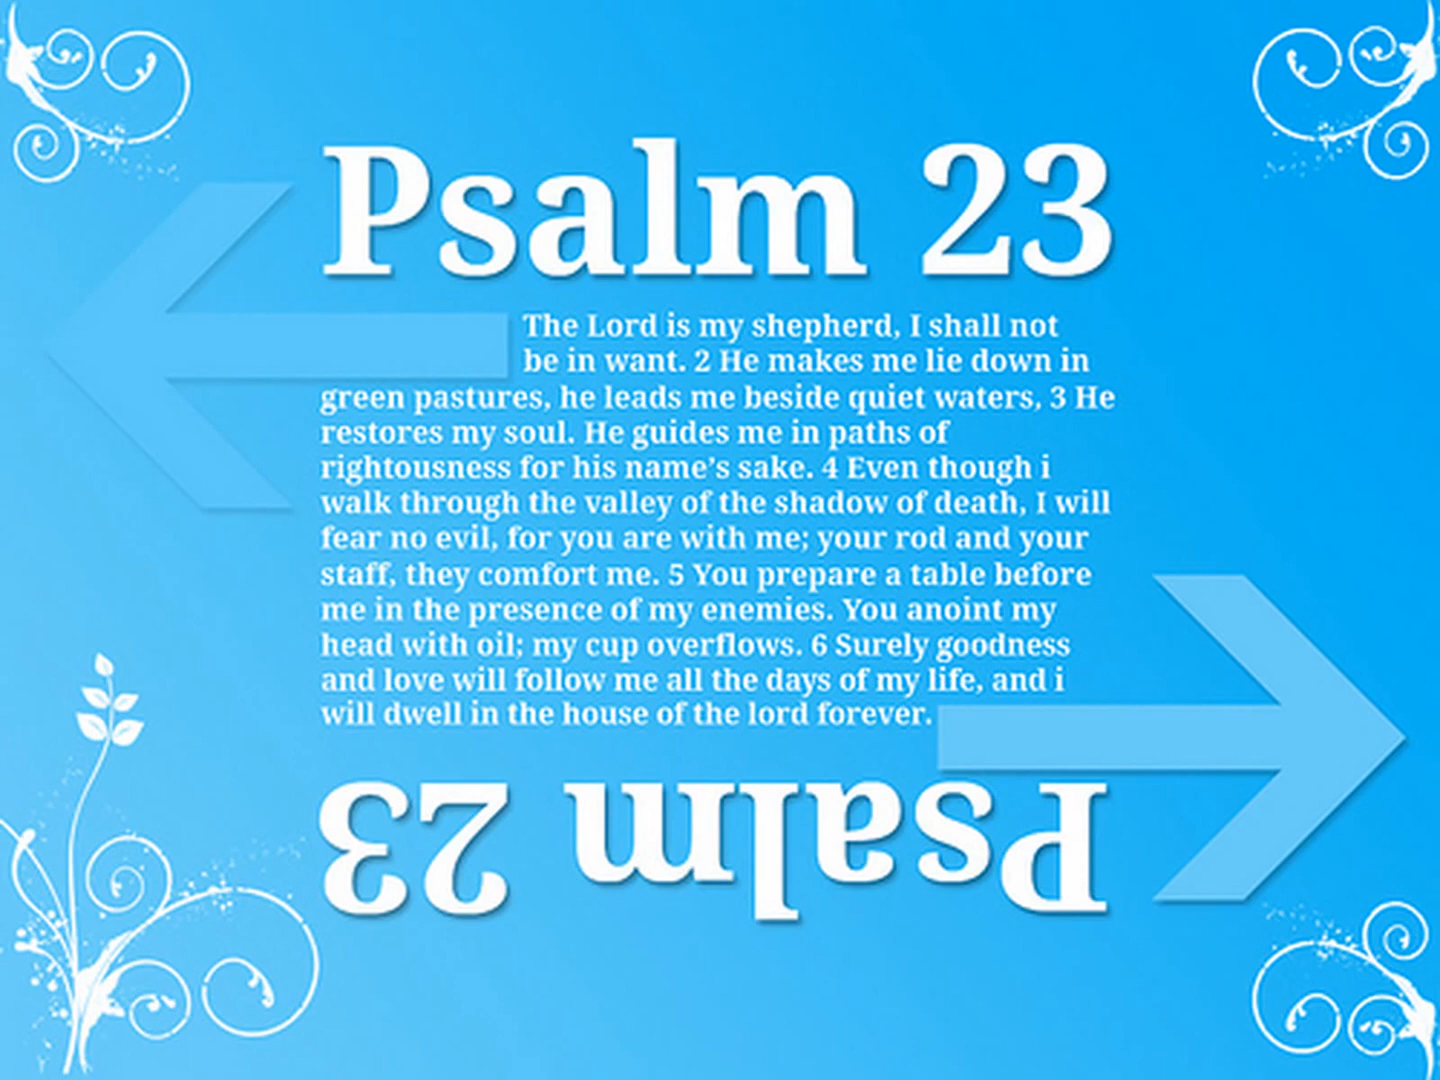 Psalm 23
The Lord is my shepherd, I shall not
be in want. 2 He makes me lie down in
green pastures, he leads me beside quiet waters, 3 He
restores my soul. He guides me in paths of
rightousness for his name’s sake. 4 Even though i
walk through the valley of the shadow of death, I will
fear no evil, for you are with me; your rod and your
staff, they comfort me. 5 You prepare a table before
me in the presence of my enemies. You anoint my
head with oil; my cup overflows. 6 Surely goodness
and love will follow me all the days of my life, and i
will dwell in the house of the lord forever.
Psalm 23